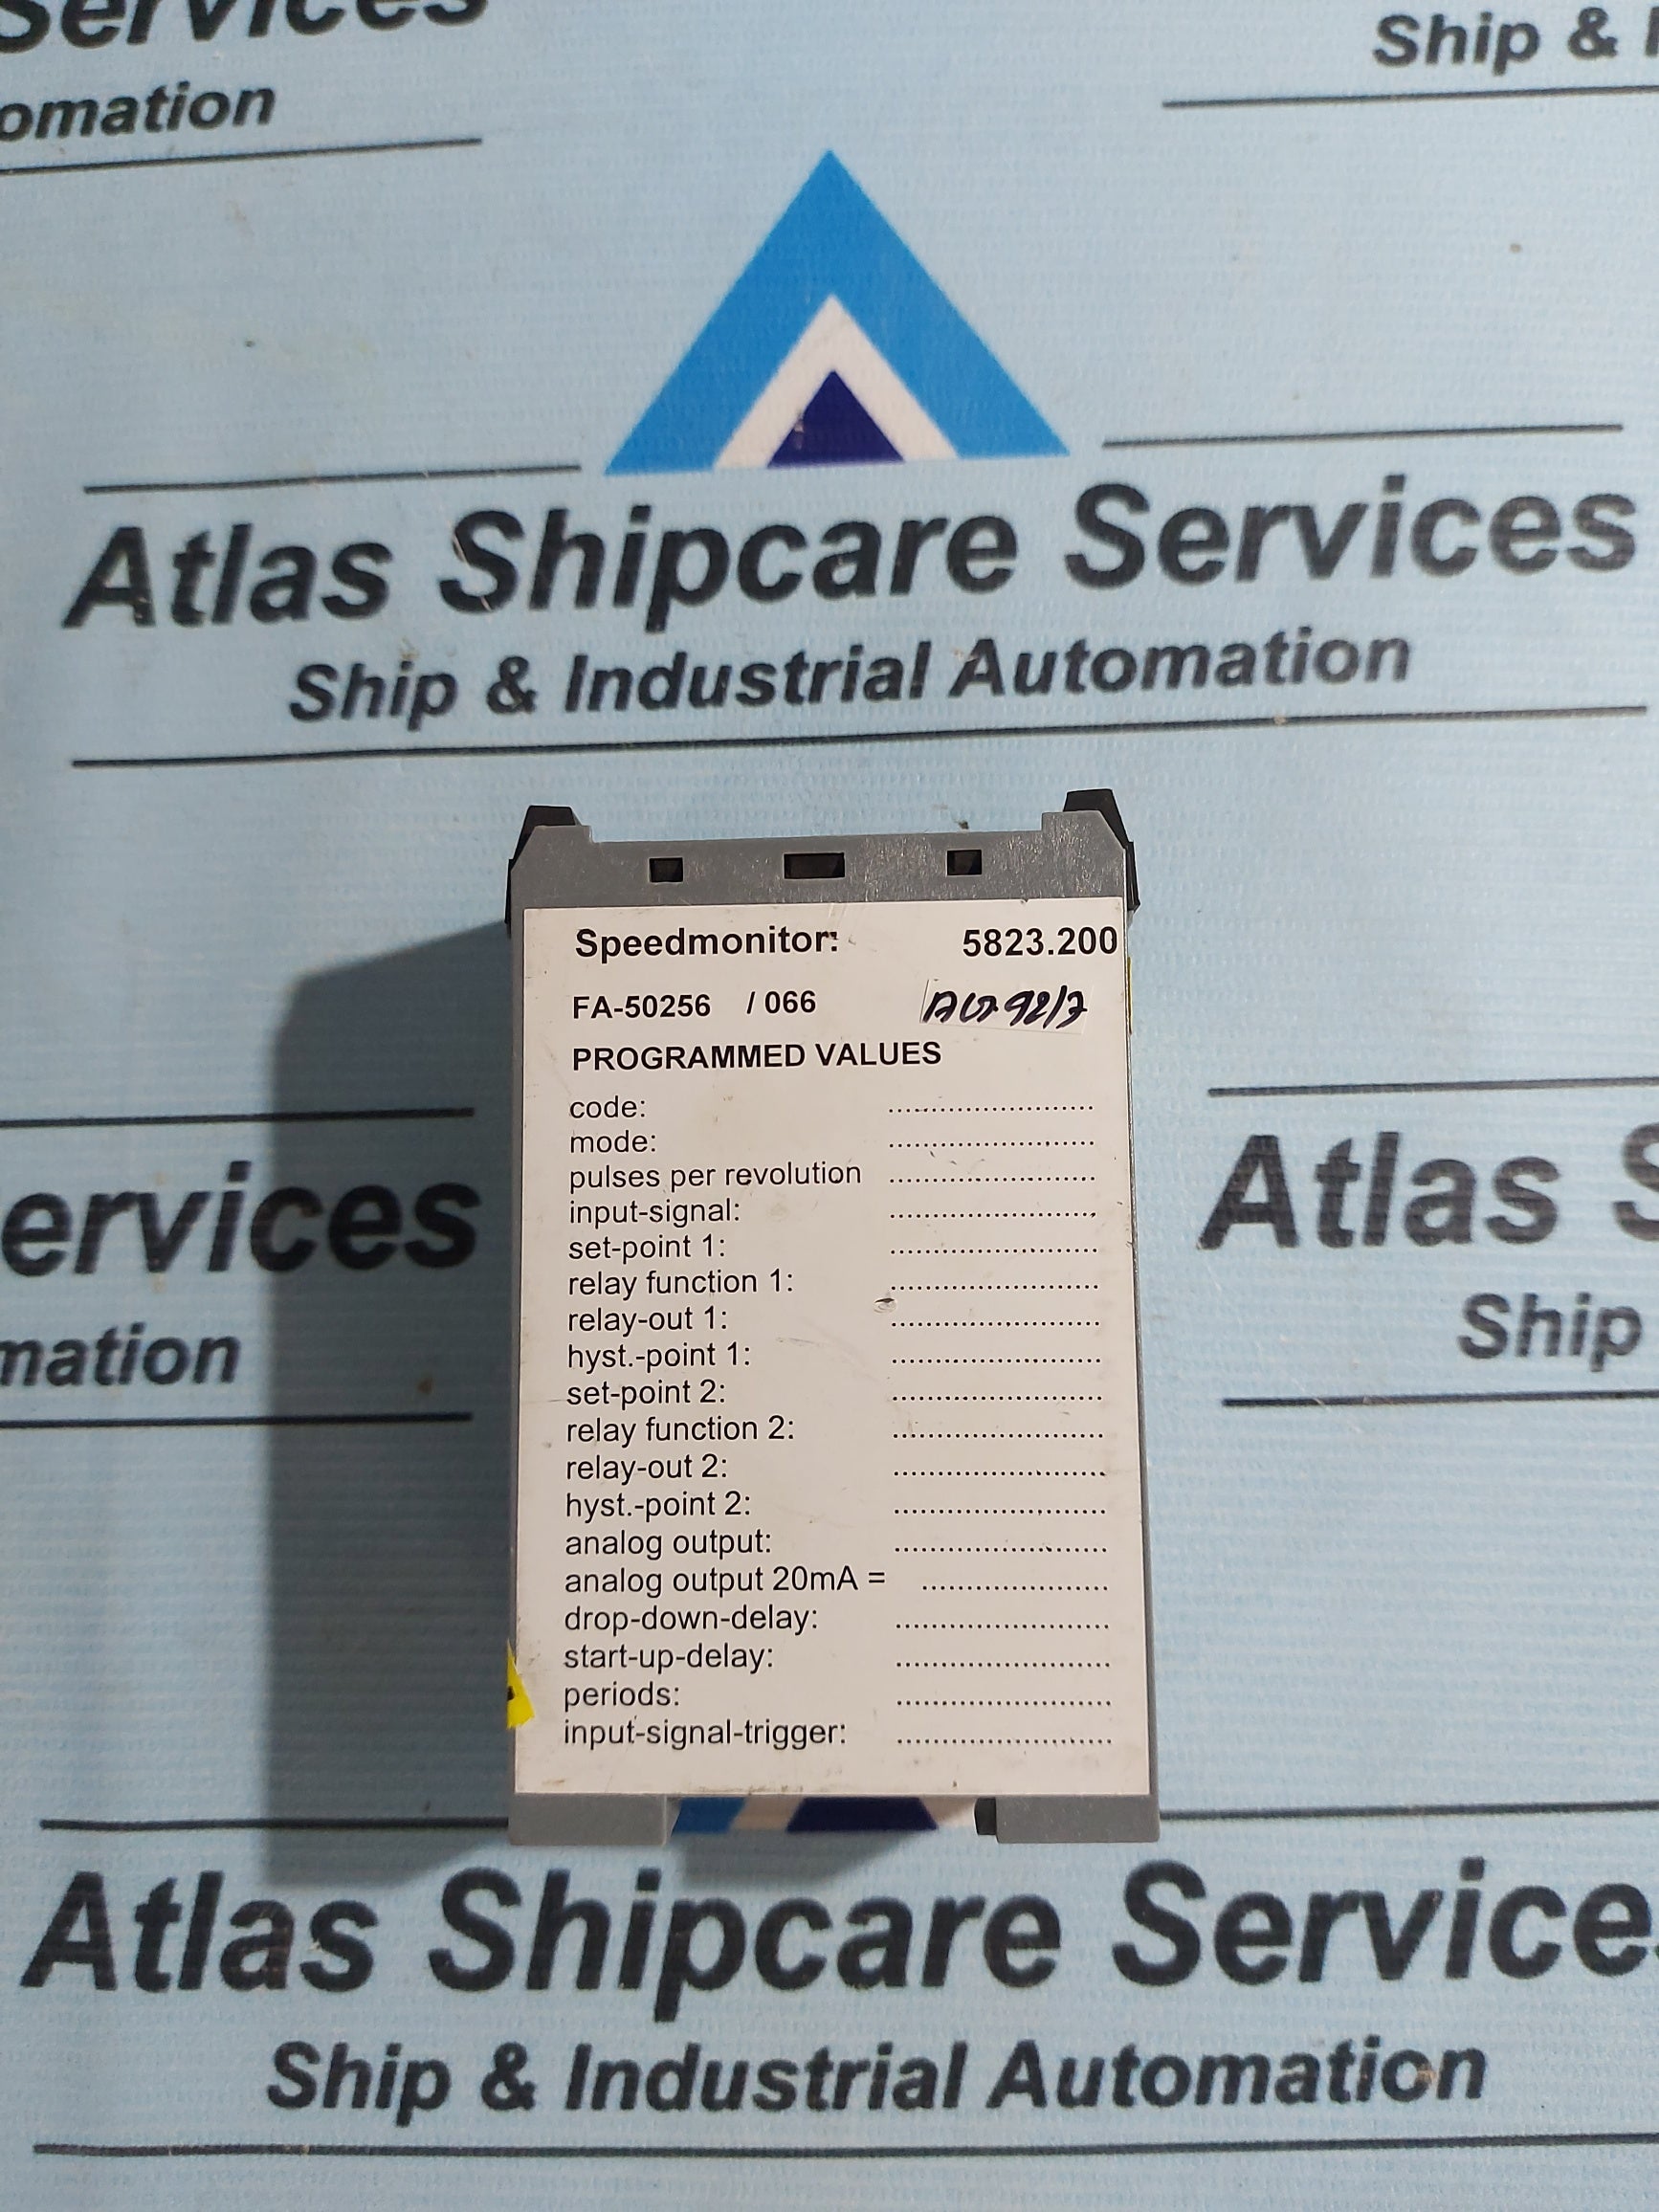 Services
omation
Ship &
Atlas Shipcare Services
Ship & Industrial Automation
Speedmonitor: 5823.200
FA-50256 / 066
PROGRAMMED VALUES
code: ........................
mode: ........................
pulses per revolution ........................
input-signal: ........................
set-point 1: ........................
relay function 1: ........................
relay-out 1: ........................
hyst.-point 1: ........................
set-point 2: ........................
relay function 2: ........................
relay-out 2: ........................
hyst.-point 2: ........................
analog output: ........................
analog output 20mA = ........................
drop-down-delay: ........................
start-up-delay: ........................
periods: ........................
input-signal-trigger: ........................
ervices
mation
Atlas S
Ship
Atlas Shipcare Service
Ship & Industrial Automation